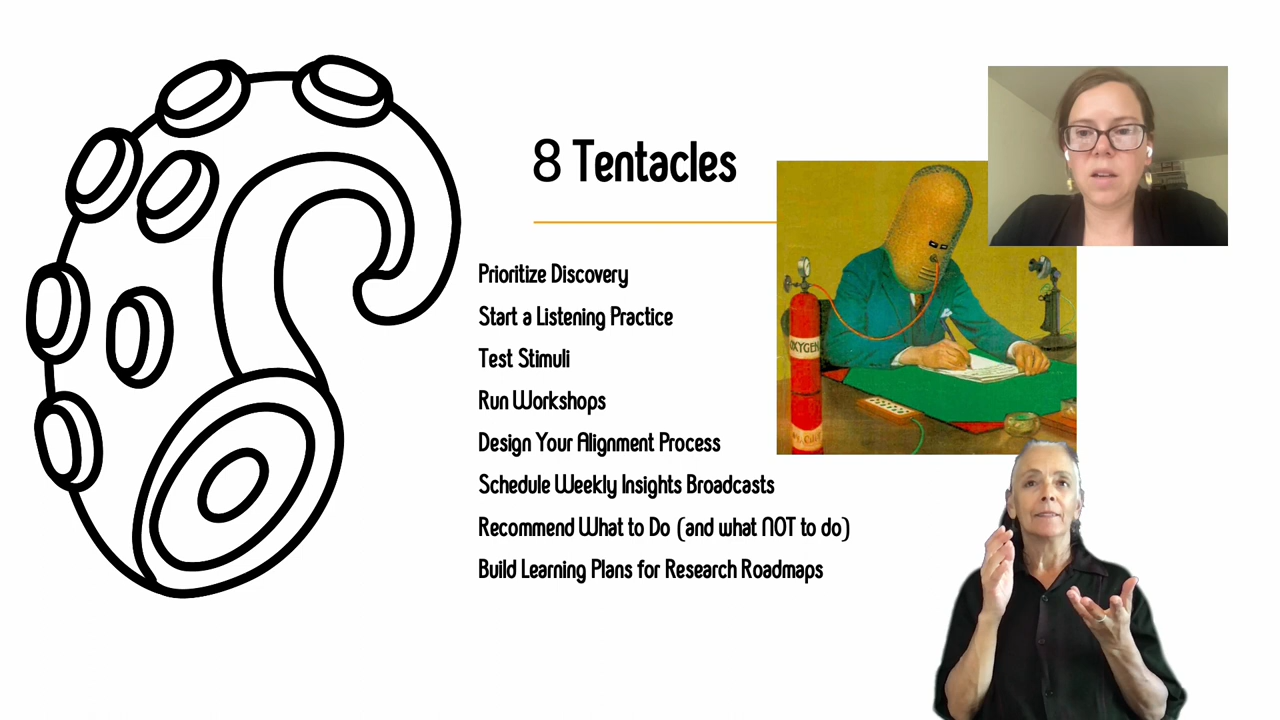 8 Tentacles
Prioritize Discovery
Start a Listening Practice
Test Stimuli
Run Workshops
Design Your Alignment Process
Schedule Weekly Insights Broadcasts
Recommend What to Do (and what NOT to do)
Build Learning Plans for Research Roadmaps
OXYGEN